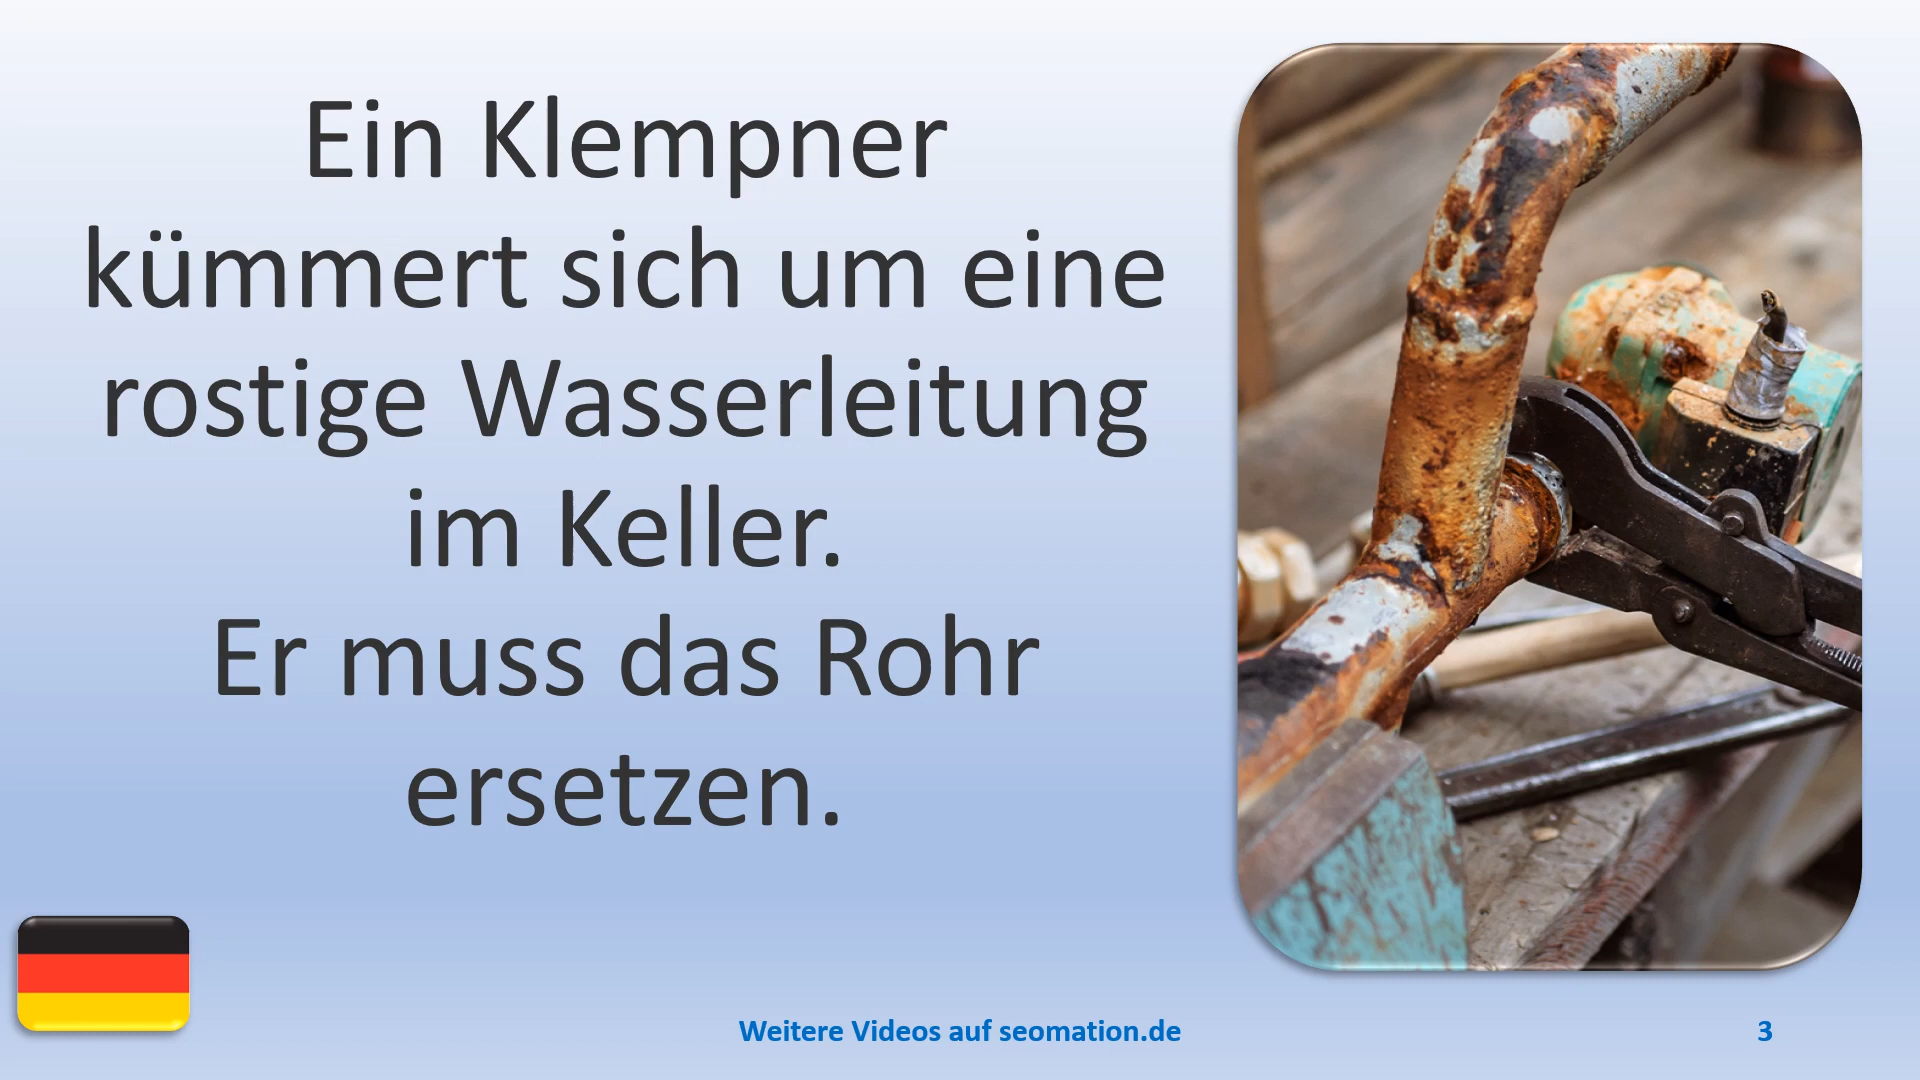 Ein Klempner
kümmert sich um eine
rostige Wasserleitung
im Keller.
Er muss das Rohr
ersetzen.
Weitere Videos auf seomation.de
3